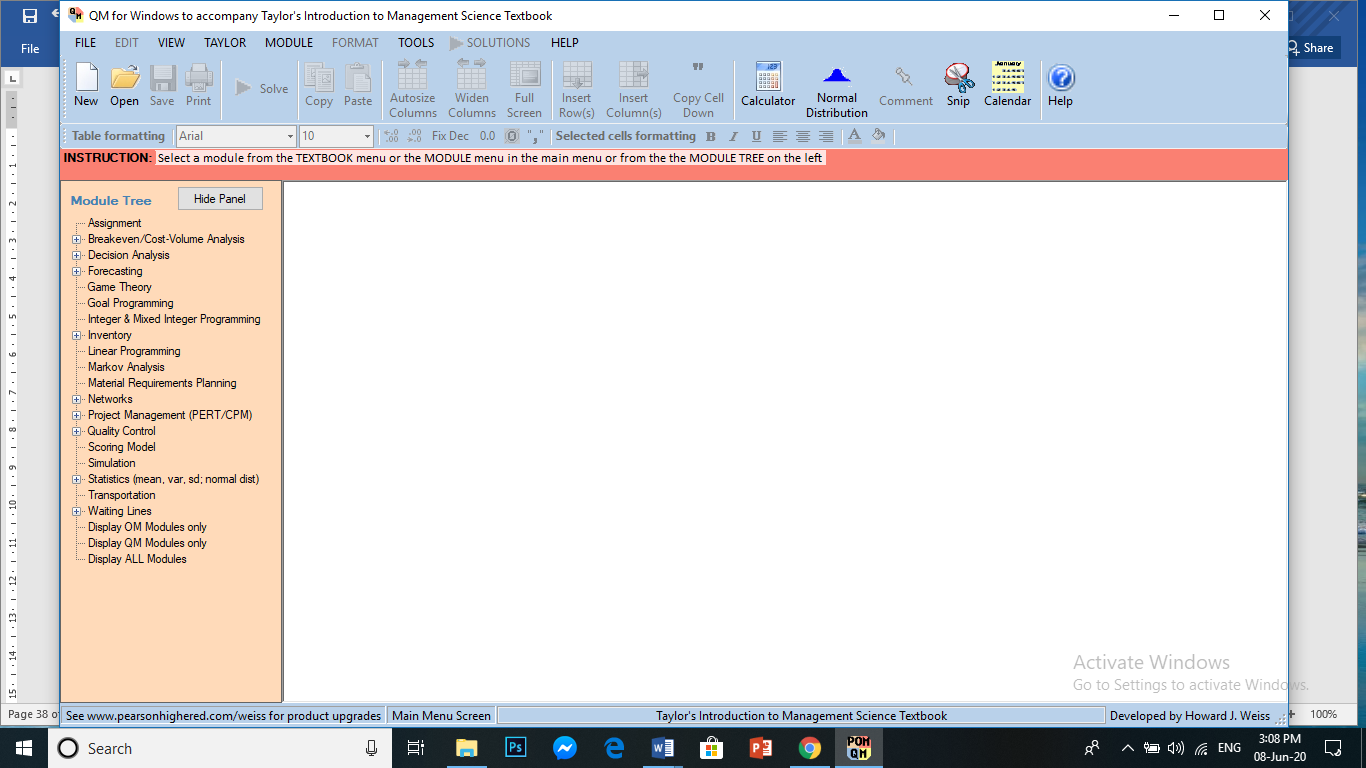 QM for Windows to accompany Taylor's Introduction to Management Science Textbook
File
Share
FILE EDIT VIEW TAYLOR MODULE FORMAT TOOLS SOLUTIONS HELP
New Open Save Print Solve Copy Paste Autosize Columns Widen Columns Full Screen Insert Row(s) Insert Column(s) Copy Cell Down Calculator Normal Distribution Comment Snip Calendar Help
Table formatting Arial 10 Fix Dec 0.0 Selected cells formatting B I U A
INSTRUCTION: Select a module from the TEXTBOOK menu or the MODULE menu in the main menu or from the the MODULE TREE on the left
Module Tree Hide Panel
Assignment
Breakeven/Cost-Volume Analysis
Decision Analysis
Forecasting
Game Theory
Goal Programming
Integer & Mixed Integer Programming
Inventory
Linear Programming
Markov Analysis
Material Requirements Planning
Networks
Project Management (PERT/CPM)
Quality Control
Scoring Model
Simulation
Statistics (mean, var, sd; normal dist)
Transportation
Waiting Lines
Display OM Modules only
Display QM Modules only
Display ALL Modules
Activate Windows
Go to Settings to activate Windows.
Page 38 of
See www.pearsonhighered.com/weiss for product upgrades Main Menu Screen Taylor's Introduction to Management Science Textbook Developed by Howard J. Weiss
100%
Search
ENG
3:08 PM
08-Jun-20